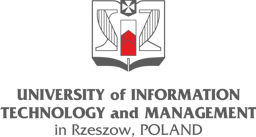 UNIVERSITY of INFORMATION
TECHNOLOGY and MANAGEMENT
in Rzeszow, POLAND